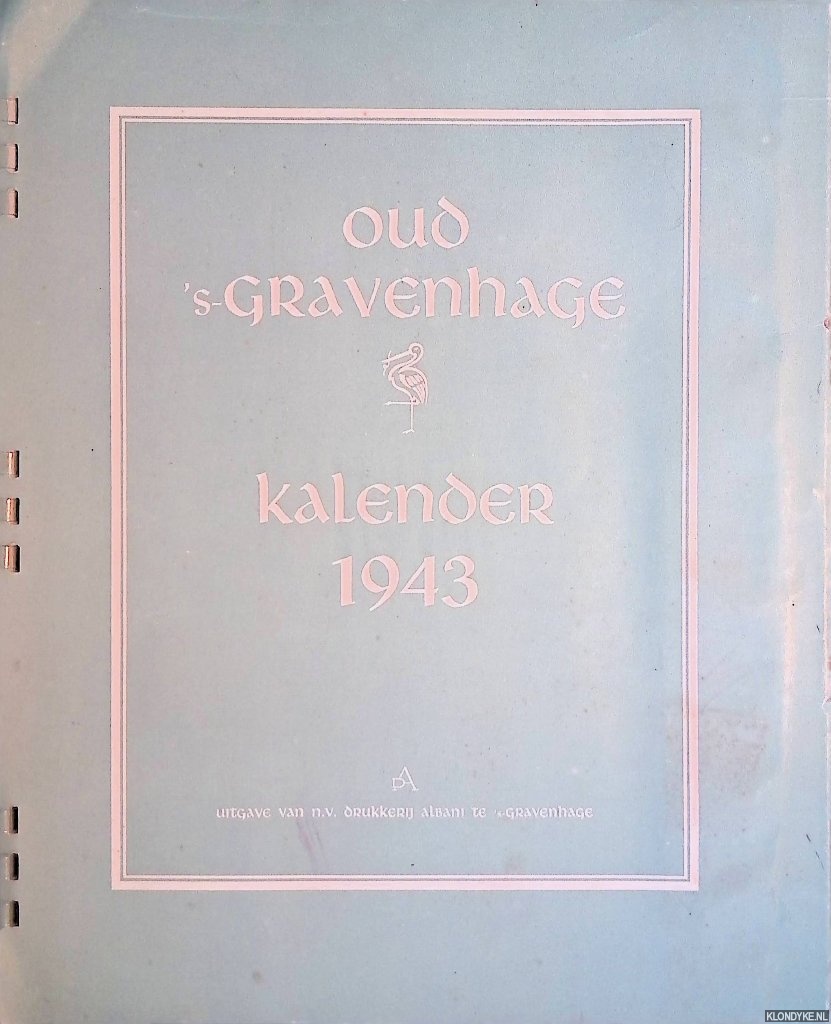 OUD
's-GRAVENHAGE
KALENDER
1943
DA
UITGAVE VAN N.V. DRUKKERIJ ALBANI TE 's-GRAVENHAGE
KLONDYKE.NL